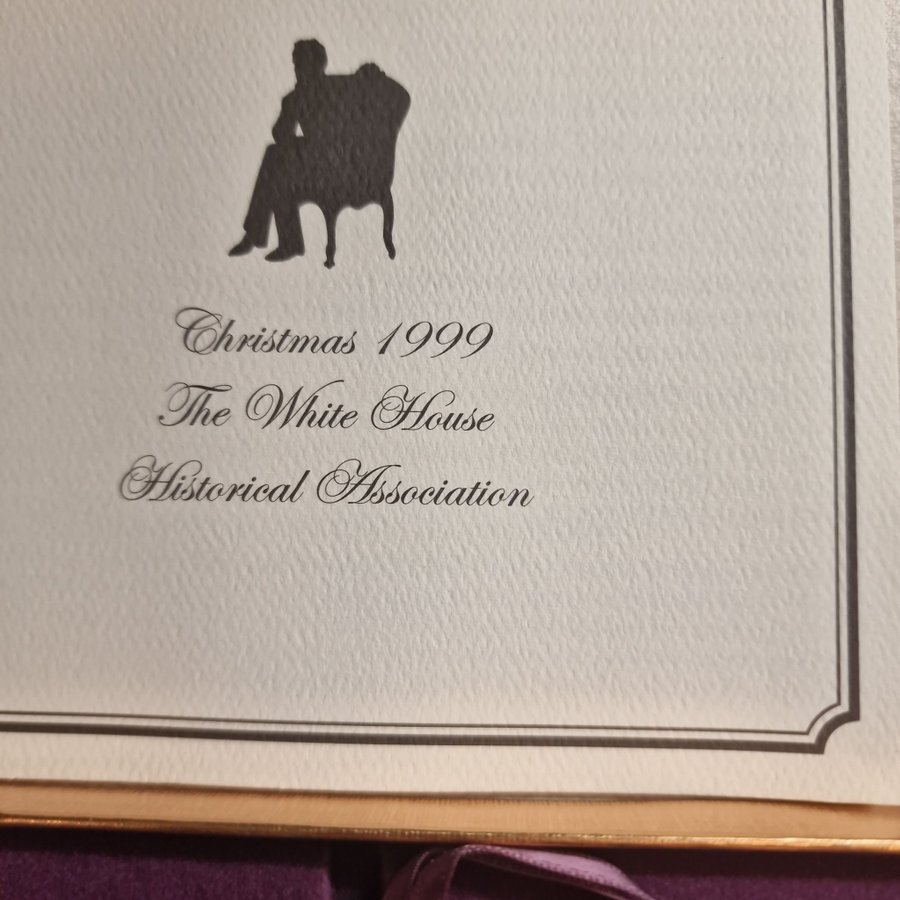 Christmas 1999
The White House
Historical Association